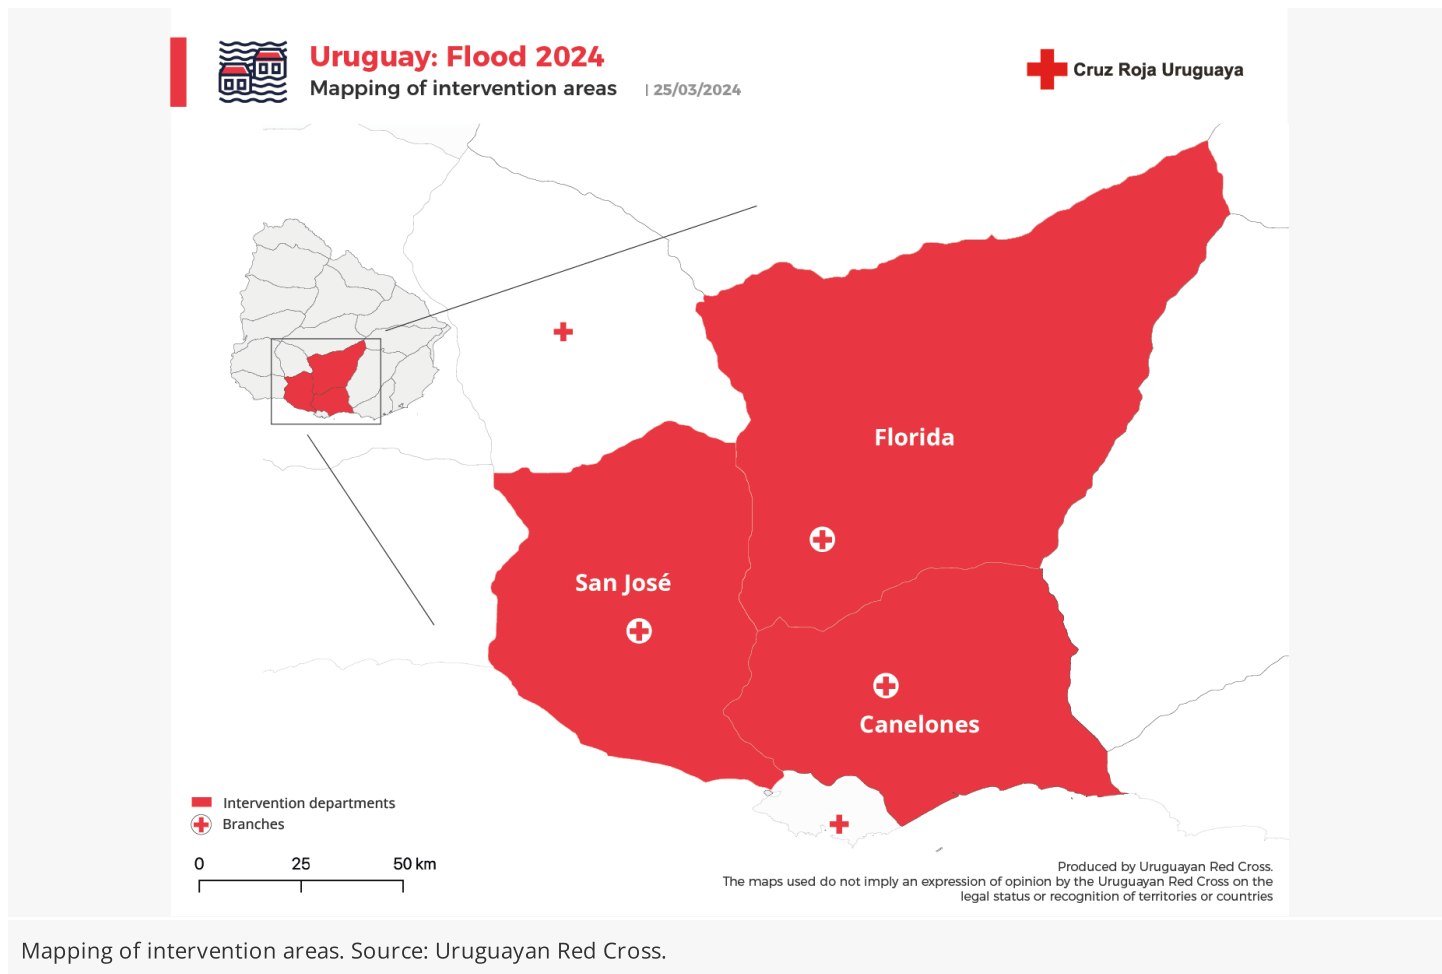 Uruguay: Flood 2024
Mapping of intervention areas | 25/03/2024
Cruz Roja Uruguaya
Florida
San José
Canelones
Intervention departments
Branches
0 25 50 km
Produced by Uruguayan Red Cross.
The maps used do not imply an expression of opinion by the Uruguayan Red Cross on the
legal status or recognition of territories or countries
Mapping of intervention areas. Source: Uruguayan Red Cross.